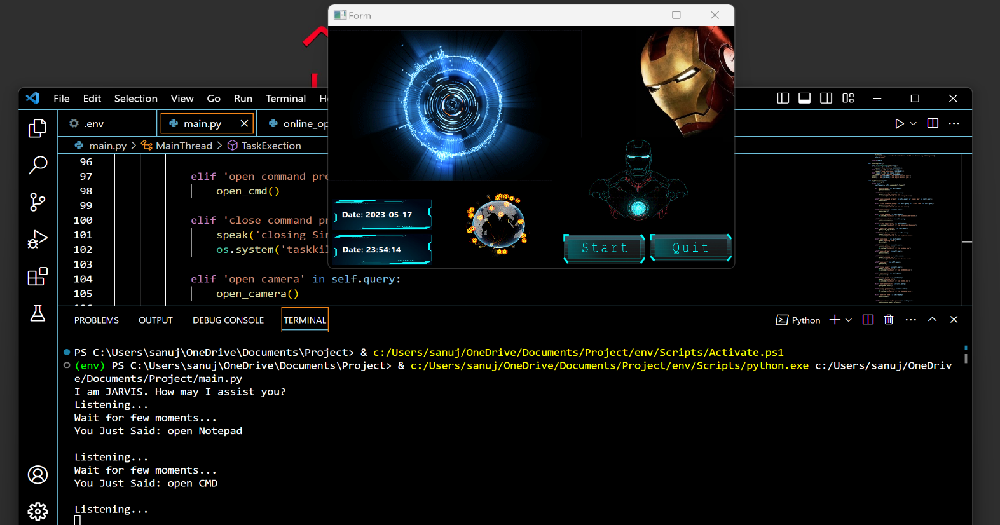 Form
File Edit Selection View Go Run Terminal
.env main.py online_op
main.py > MainThread > TaskExection
96
97 elif 'open command pro
98 open_cmd()
99
100 elif 'close command pr
101 speak('closing Sir
102 os.system('taskkil
103
104 elif 'open camera' in self.query:
105 open_camera()
Date: 2023-05-17
Date: 23:54:14
Start Quit
PROBLEMS OUTPUT DEBUG CONSOLE TERMINAL Python
PS C:\Users\sanuj\OneDrive\Documents\Project> & c:/Users/sanuj/OneDrive/Documents/Project/env/Scripts/Activate.ps1
(env) PS C:\Users\sanuj\OneDrive\Documents\Project> & c:/Users/sanuj/OneDrive/Documents/Project/env/Scripts/python.exe c:/Users/sanuj/OneDriv
e/Documents/Project/main.py
I am JARVIS. How may I assist you?
Listening...
Wait for few moments...
You Just Said: open Notepad
Listening...
Wait for few moments...
You Just Said: open CMD
Listening...